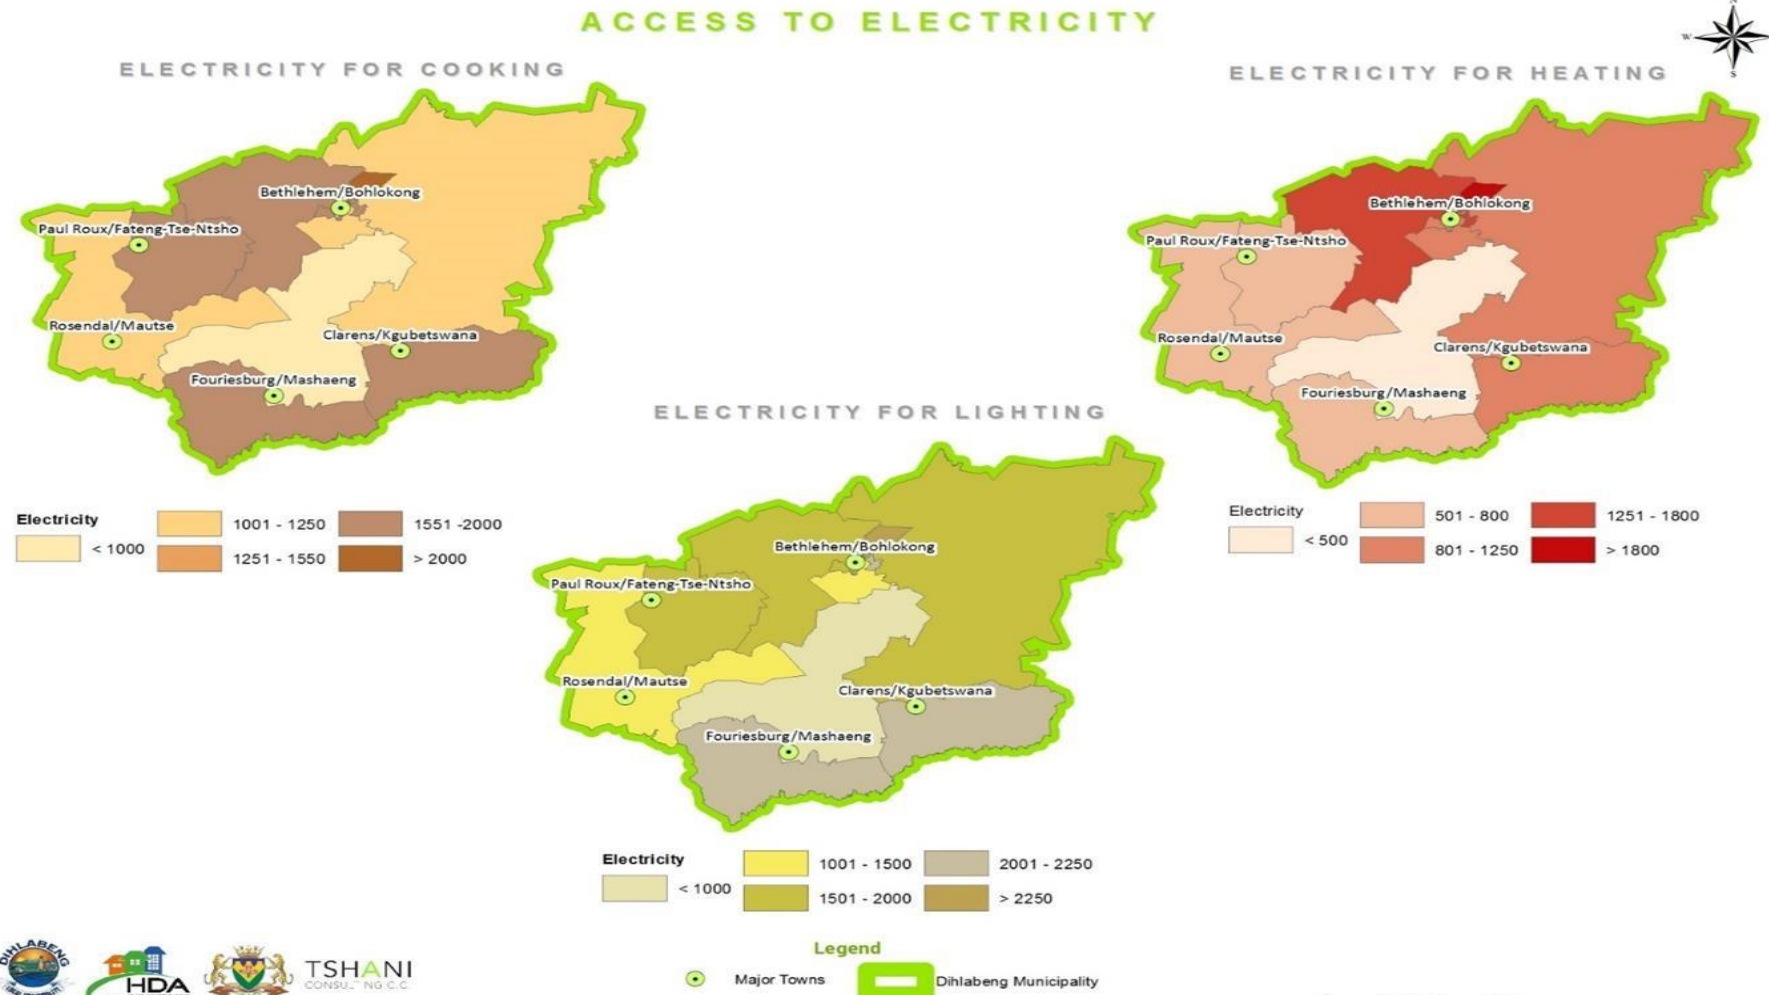 ACCESS TO ELECTRICITY
N
W
S
ELECTRICITY FOR COOKING
Bethlehem/Bohlokong
Paul Roux/Fateng-Tse-Ntsho
Rosendal/Mautse
Clarens/Kgubetswana
Fouriesburg/Mashaeng
Electricity
< 1000
1001 - 1250
1251 - 1550
1551 -2000
> 2000
ELECTRICITY FOR HEATING
Bethlehem/Bohlokong
Paul Roux/Fateng-Tse-Ntsho
Rosendal/Mautse
Clarens/Kgubetswana
Fouriesburg/Mashaeng
Electricity
< 500
501 - 800
801 - 1250
1251 - 1800
> 1800
ELECTRICITY FOR LIGHTING
Bethlehem/Bohlokong
Paul Roux/Fateng-Tse-Ntsho
Rosendal/Mautse
Clarens/Kgubetswana
Fouriesburg/Mashaeng
Electricity
< 1000
1001 - 1500
1501 - 2000
2001 - 2250
> 2250
Legend
Major Towns
Dihlabeng Municipality
DIHLABENG
HDA
TSHANI
C.C.